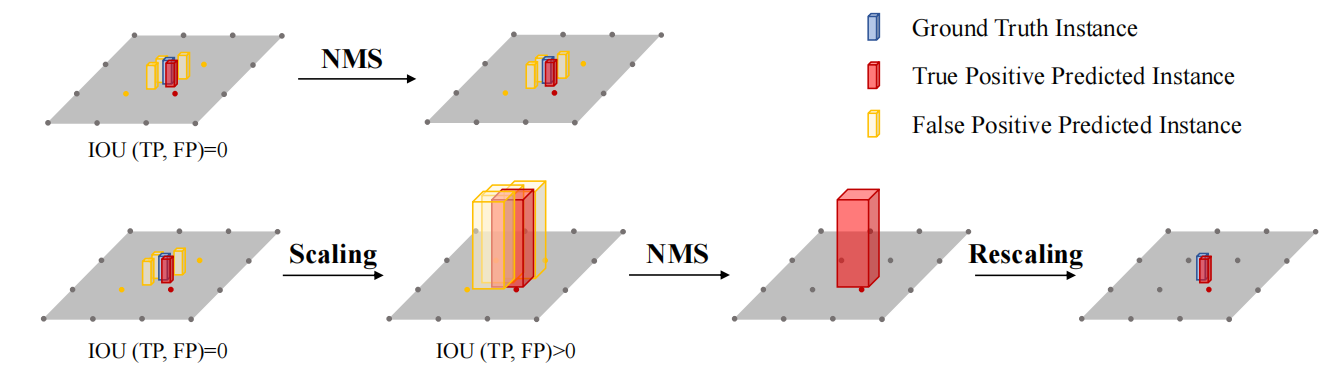 NMS
IOU (TP, FP)=0
Ground Truth Instance
True Positive Predicted Instance
False Positive Predicted Instance
Scaling
NMS
Rescaling
IOU (TP, FP)=0
IOU (TP, FP)>0